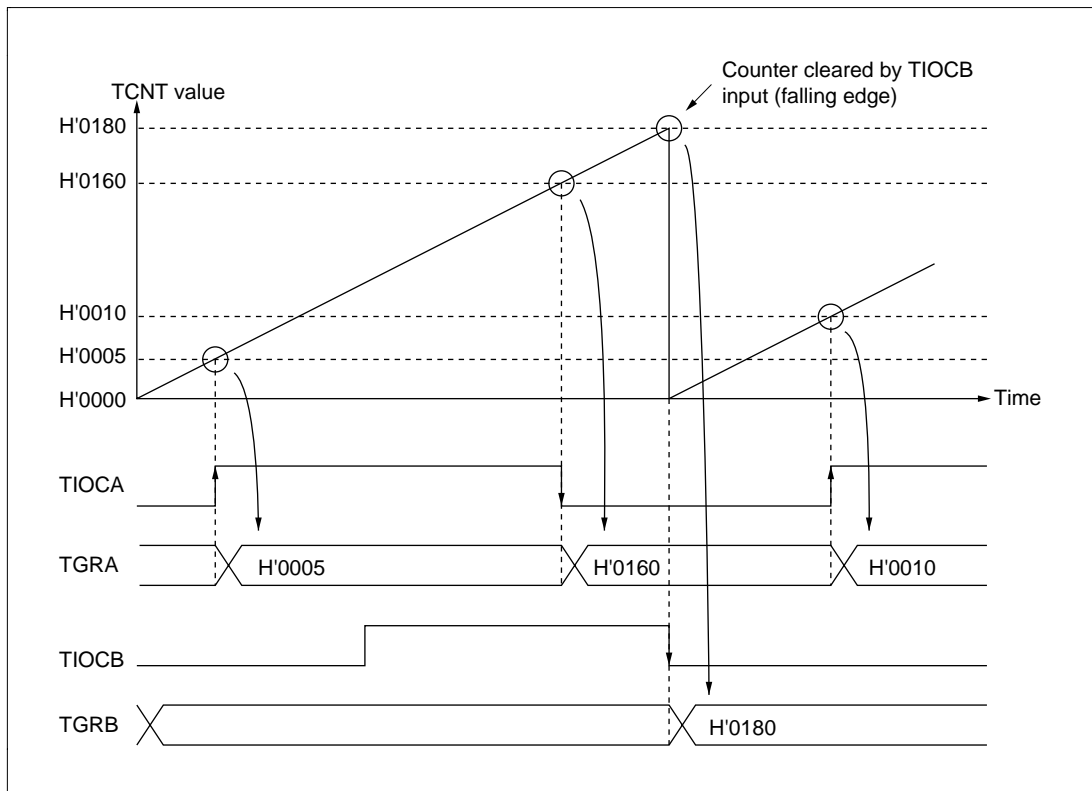 Counter cleared by TIOCB
input (falling edge)
TCNT value
H'0180
H'0160
H'0010
H'0005
H'0000
Time
TIOCA
TGRA
H'0005
H'0160
H'0010
TIOCB
TGRB
H'0180